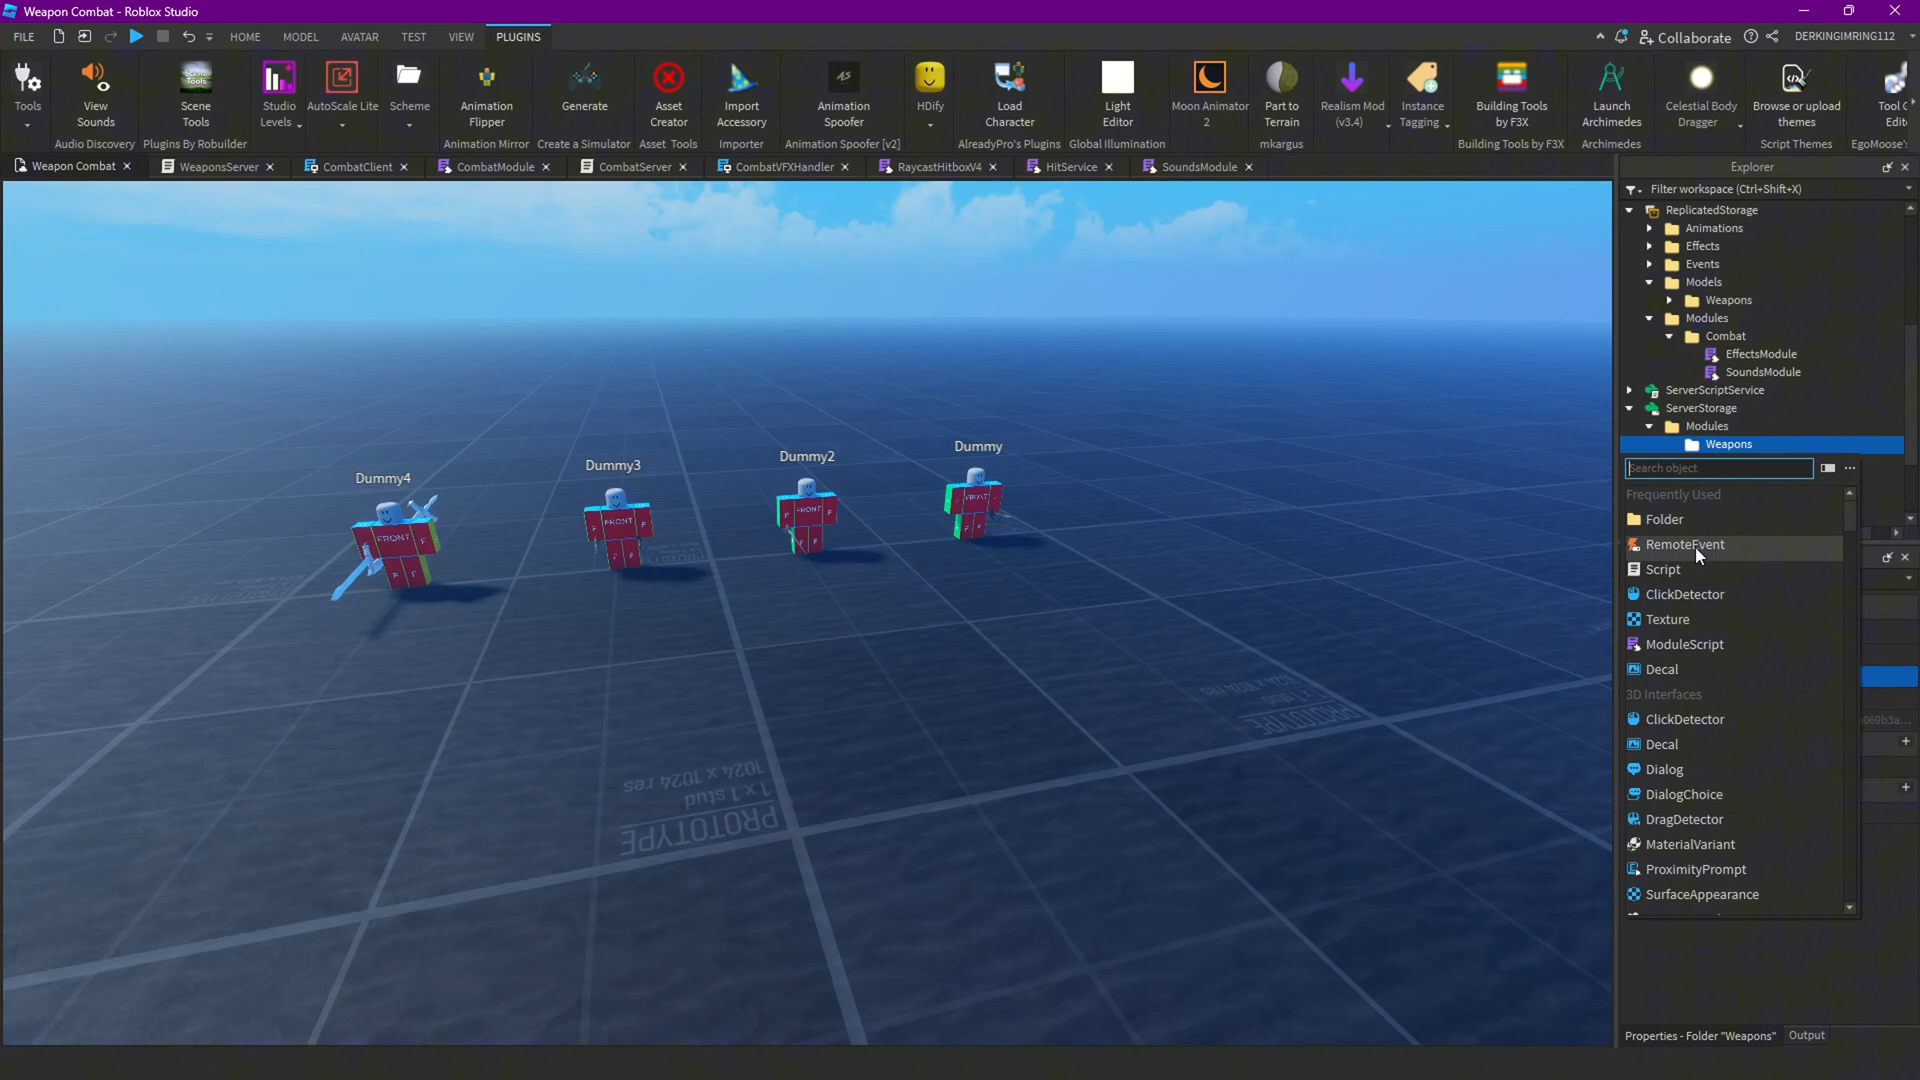 Weapon Combat - Roblox Studio
FILE HOME MODEL AVATAR TEST VIEW PLUGINS Collaborate DERKINGIMRING112
Tools
View Sounds
Audio Discovery
Scene Tools
Plugins By Robuilder
Studio Levels
AutoScale Lite
Scheme
Animation Flipper
Animation Mirror
Generate
Create a Simulator
Asset Creator
Asset Tools
Import Accessory
Importer
Animation Spoofer
Animation Spoofer [v2]
HDify
Load Character
AlreadyPro's Plugins
Light Editor
Global Illumination
Moon Animator 2
Part to Terrain
mkargus
Realism Mod (v3.4)
Instance Tagging
Building Tools by F3X
Building Tools by F3X
Launch Archimedes
Archimedes
Celestial Body Dragger
Browse or upload themes
Script Themes
EgoMoose's
Weapon Combat WeaponsServer CombatClient CombatModule CombatServer CombatVFXHandler RaycastHitboxV4 HitService SoundsModule
Explorer
Filter workspace (Ctrl+Shift+X)
ReplicatedStorage
Animations
Effects
Events
Models
Weapons
Modules
Combat
EffectsModule
SoundsModule
ServerScriptService
ServerStorage
Modules
Weapons
Search object
Frequently Used
Folder
RemoteEvent
Script
ClickDetector
Texture
ModuleScript
Decal
3D Interfaces
ClickDetector
Decal
Dialog
DialogChoice
DragDetector
MaterialVariant
ProximityPrompt
SurfaceAppearance
069b3a...
Properties - Folder "Weapons" Output
Dummy4
Dummy3
Dummy2
Dummy
FRONT
FRONT
FRONT
FRONT
PROTOTYPE
1 x 1 stud
1024 x 1024 res
PROTOTYPE